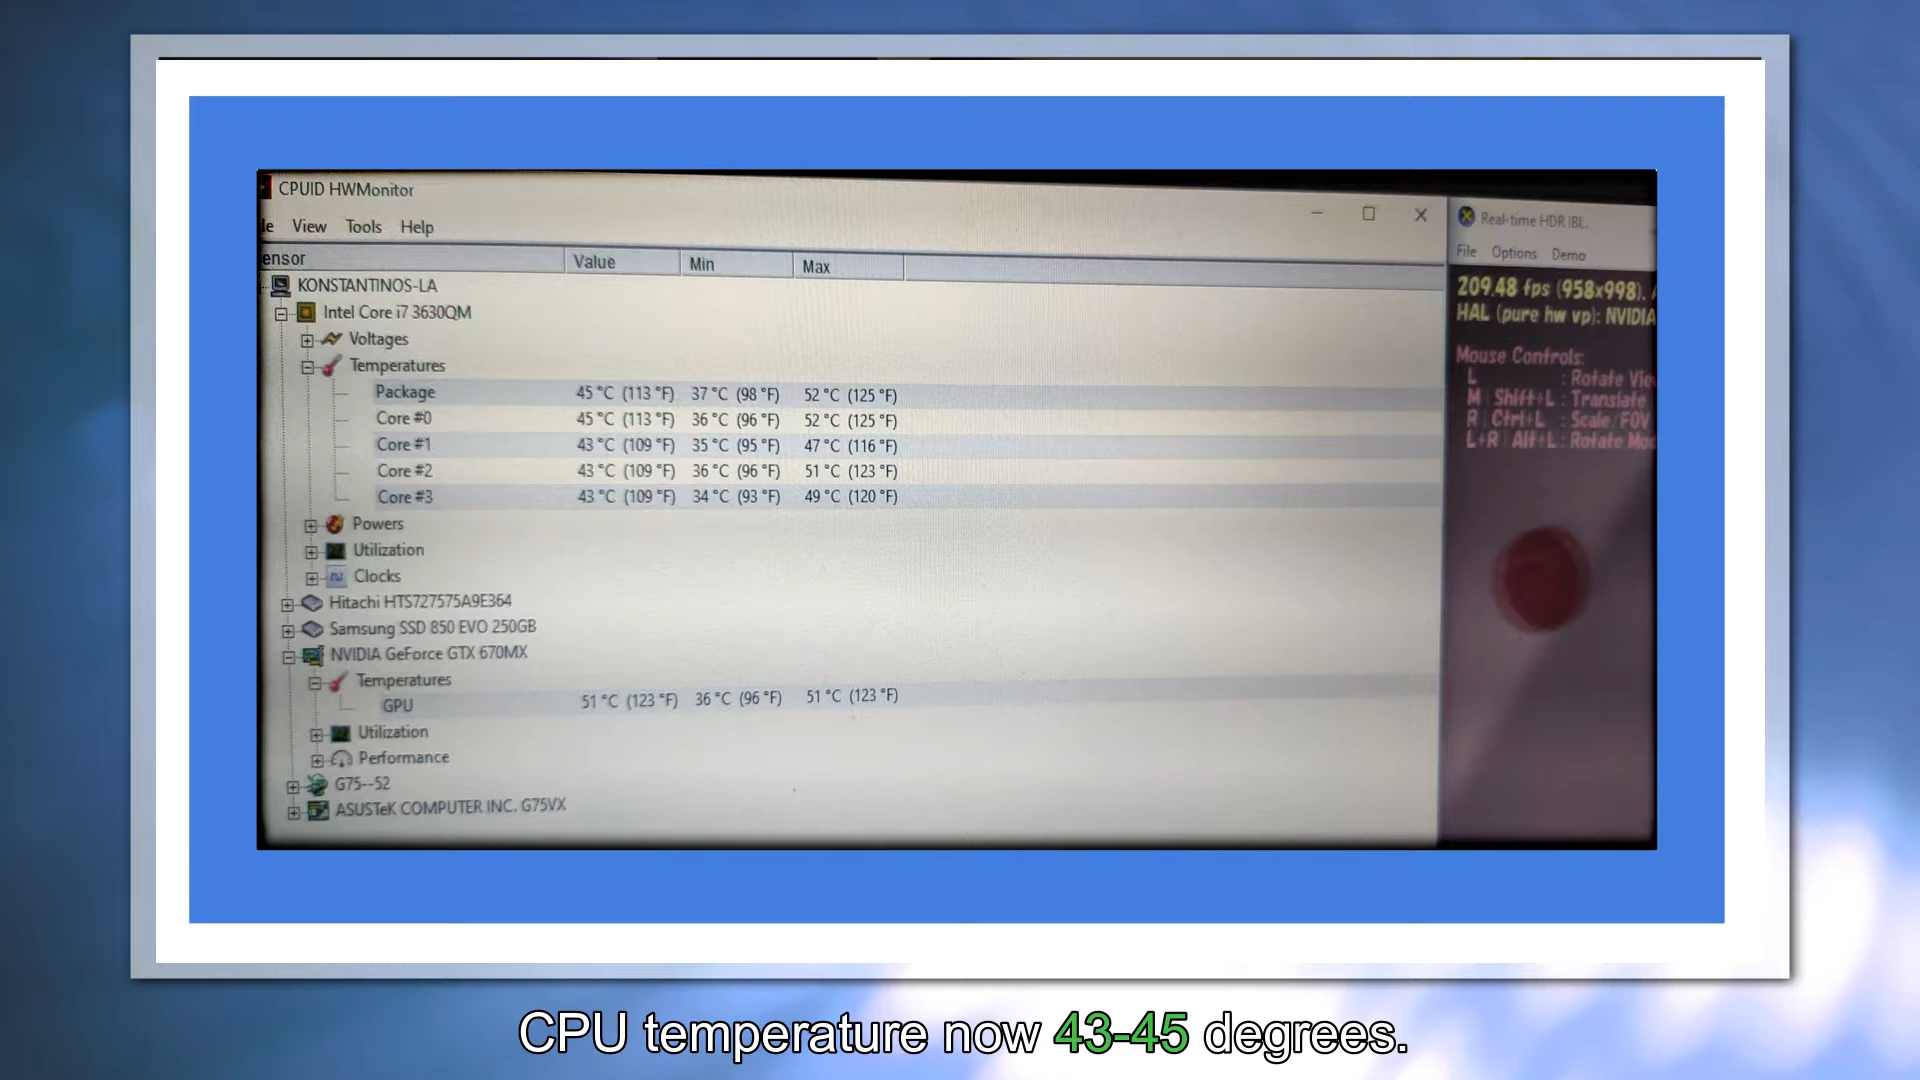 CPUID HWMonitor
le View Tools Help
ensor Value Min Max
KONSTANTINOS-LA
Intel Core i7 3630QM
Voltages
Temperatures
Package 45 °C (113 °F) 37 °C (98 °F) 52 °C (125 °F)
Core #0 45 °C (113 °F) 36 °C (96 °F) 52 °C (125 °F)
Core #1 43 °C (109 °F) 35 °C (95 °F) 47 °C (116 °F)
Core #2 43 °C (109 °F) 36 °C (96 °F) 51 °C (123 °F)
Core #3 43 °C (109 °F) 34 °C (93 °F) 49 °C (120 °F)
Powers
Utilization
Clocks
Hitachi HTS727575A9E364
Samsung SSD 850 EVO 250GB
NVIDIA GeForce GTX 670MX
Temperatures
GPU 51 °C (123 °F) 36 °C (96 °F) 51 °C (123 °F)
Utilization
Performance
G75--52
ASUSTeK COMPUTER INC. G75VX
Real-time HDR IBL.
File Options Demo
209.48 fps (958x998).
HAL (pure hw vp): NVIDIA
Mouse Controls:
L : Rotate Vie
M Shift+L : Translate
R Ctrl+L : Scale/FOV
L+R Alt+L : Rotate Mo
CPU temperature now 43-45 degrees.